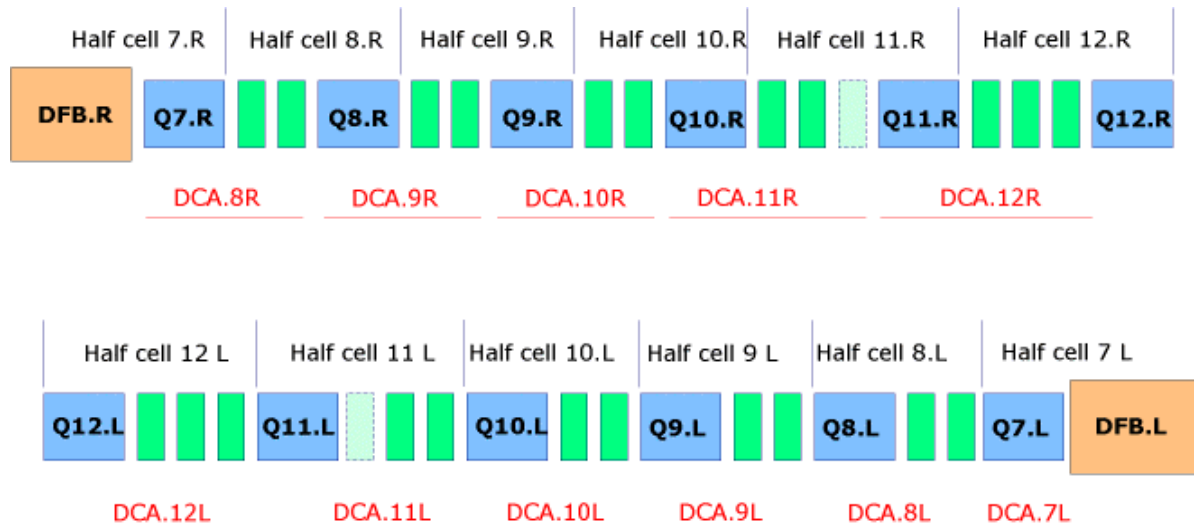 Half cell 7.R Half cell 8.R Half cell 9.R Half cell 10.R Half cell 11.R Half cell 12.R
DFB.R Q7.R Q8.R Q9.R Q10.R Q11.R Q12.R
DCA.8R DCA.9R DCA.10R DCA.11R DCA.12R
Half cell 12 L Half cell 11 L Half cell 10.L Half cell 9 L Half cell 8.L Half cell 7 L
Q12.L Q11.L Q10.L Q9.L Q8.L Q7.L DFB.L
DCA.12L DCA.11L DCA.10L DCA.9L DCA.8L DCA.7L